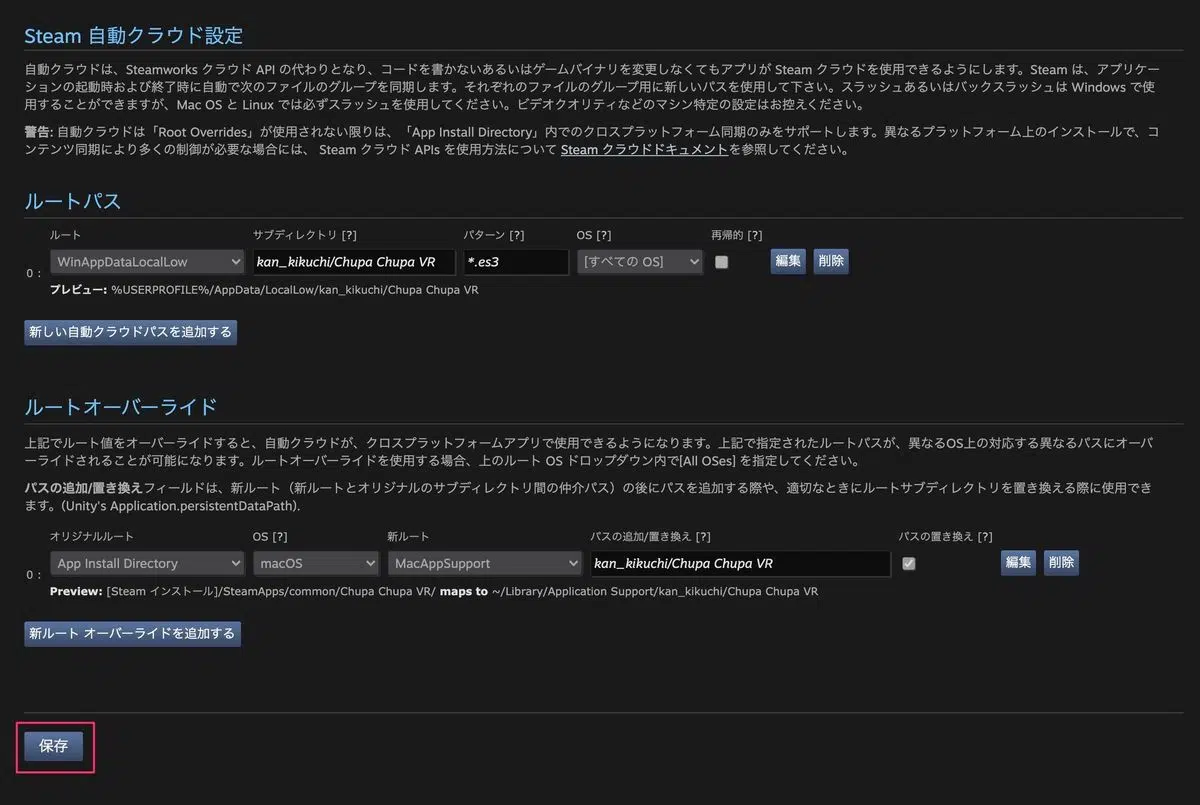 Steam 自動クラウド設定
自動クラウドは、Steamworks クラウド API の代わりとなり、コードを書かないあるいはゲームバイナリを変更しなくてもアプリが Steam クラウドを使用できるようにします。Steam は、アプリケー
ションの起動時および終了時に自動で次のファイルのグループを同期します。それぞれのファイルのグループ用に新しいパスを使用して下さい。スラッシュあるいはバックスラッシュは Windows で使
用することができますが、Mac OS と Linux では必ずスラッシュを使用してください。ビデオクオリティなどのマシン特定の設定はお控えください。
警告: 自動クラウドは「Root Overrides」が使用されない限りは、「App Install Directory」内でのクロスプラットフォーム同期のみをサポートします。異なるプラットフォーム上のインストールで、コ
ンテンツ同期により多くの制御が必要な場合には、 Steam クラウド APIs を使用方法について Steam クラウドドキュメントを参照してください。
ルートパス
ルート サブディレクトリ [?] パターン [?] OS [?] 再帰的 [?]
0 : WinAppDataLocalLow kan_kikuchi/Chupa Chupa VR *.es3 [すべての OS] 編集 削除
プレビュー: %USERPROFILE%/AppData/LocalLow/kan_kikuchi/Chupa Chupa VR
新しい自動クラウドパスを追加する
ルートオーバーライド
上記でルート値をオーバーライドすると、自動クラウドが、クロスプラットフォームアプリで使用できるようになります。上記で指定されたルートパスが、異なるOS上の対応する異なるパスにオーバ
ーライドされることが可能になります。ルートオーバーライドを使用する場合、上のルート OS ドロップダウン内で[All OSes] を指定してください。
パスの追加/置き換えフィールドは、新ルート（新ルートとオリジナルのサブディレクトリ間の仲介パス）の後にパスを追加する際や、適切なときにルートサブディレクトリを置き換える際に使用でき
ます。(Unity's Application.persistentDataPath).
オリジナルルート OS [?] 新ルート パスの追加/置き換え [?] パスの置き換え [?]
0 : App Install Directory macOS MacAppSupport kan_kikuchi/Chupa Chupa VR 編集 削除
Preview: [Steam インストール]/SteamApps/common/Chupa Chupa VR/ maps to ~/Library/Application Support/kan_kikuchi/Chupa Chupa VR
新ルート オーバーライドを追加する
保存